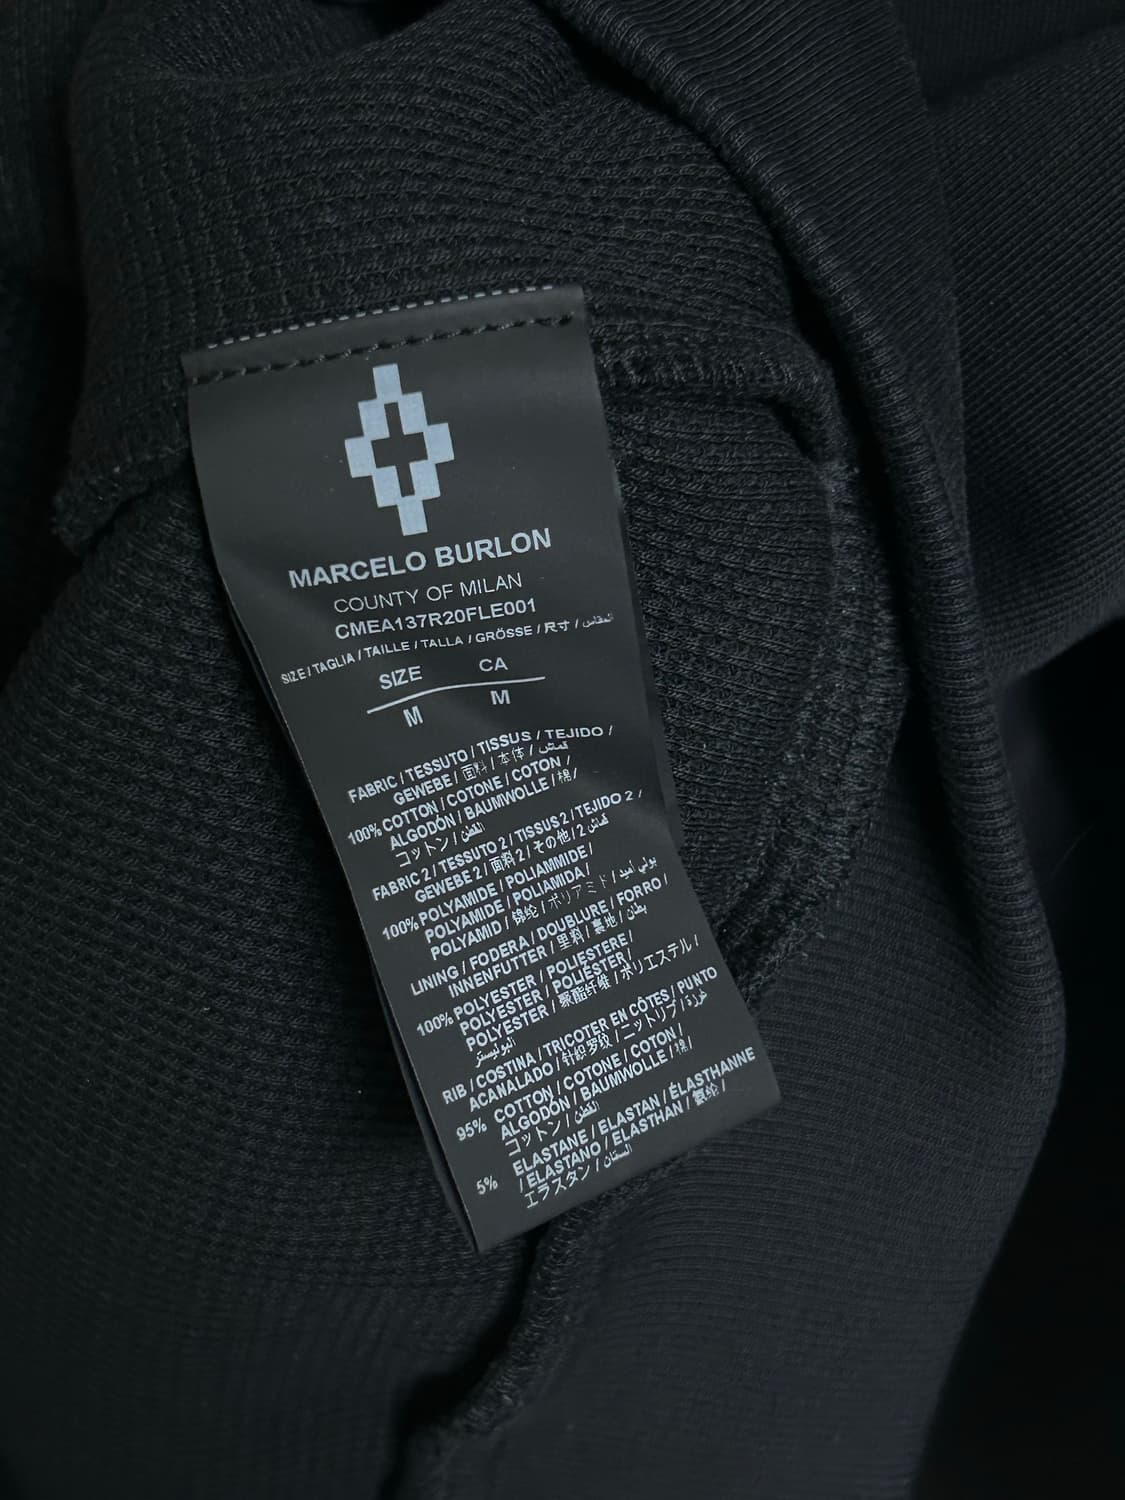 MARCELO BURLON
COUNTY OF MILAN
CMEA137R20FLE001
SIZE / TAGLIA / TAILLE / TALLA / GRÖSSE / 尺寸 / المقاس
SIZE CA
M M
FABRIC / TESSUTO / TISSUS / TEJIDO /
GEWEBE / 面料 / 本体 / قماش
100% COTTON / COTONE / COTON /
ALGODÓN / BAUMWOLLE / 棉 /
コットン / القطن
FABRIC 2 / TESSUTO 2 / TISSUS 2 / TEJIDO 2 /
GEWEBE 2 / 面料 2 / その他 / 2 قماش
100% POLYAMIDE / POLIAMMIDE /
POLYAMIDE / POLIAMIDA /
POLYAMID / 锦纶 / ポリアミド / بولي اميد
LINING / FODERA / DOUBLURE / FORRO /
INNENFUTTER / 里料 / 裏地 / بطان
100% POLYESTER / POLIESTERE /
POLYESTER / POLIÉSTER /
POLYESTER / 聚酯纤维 / ポリエステル /
البوليستر
RIB / COSTINA / TRICOTER EN CÔTES / PUNTO
ACANALADO / 针织罗纹 / ニットリブ / غرزة
95% COTTON / COTONE / COTON /
ALGODÓN / BAUMWOLLE / 棉 /
コットン / القطن
5% ELASTANE / ELASTAN / ÉLASTHANNE
/ ELASTANO / ELASTHAN / 氨纶 /
エラスタン /